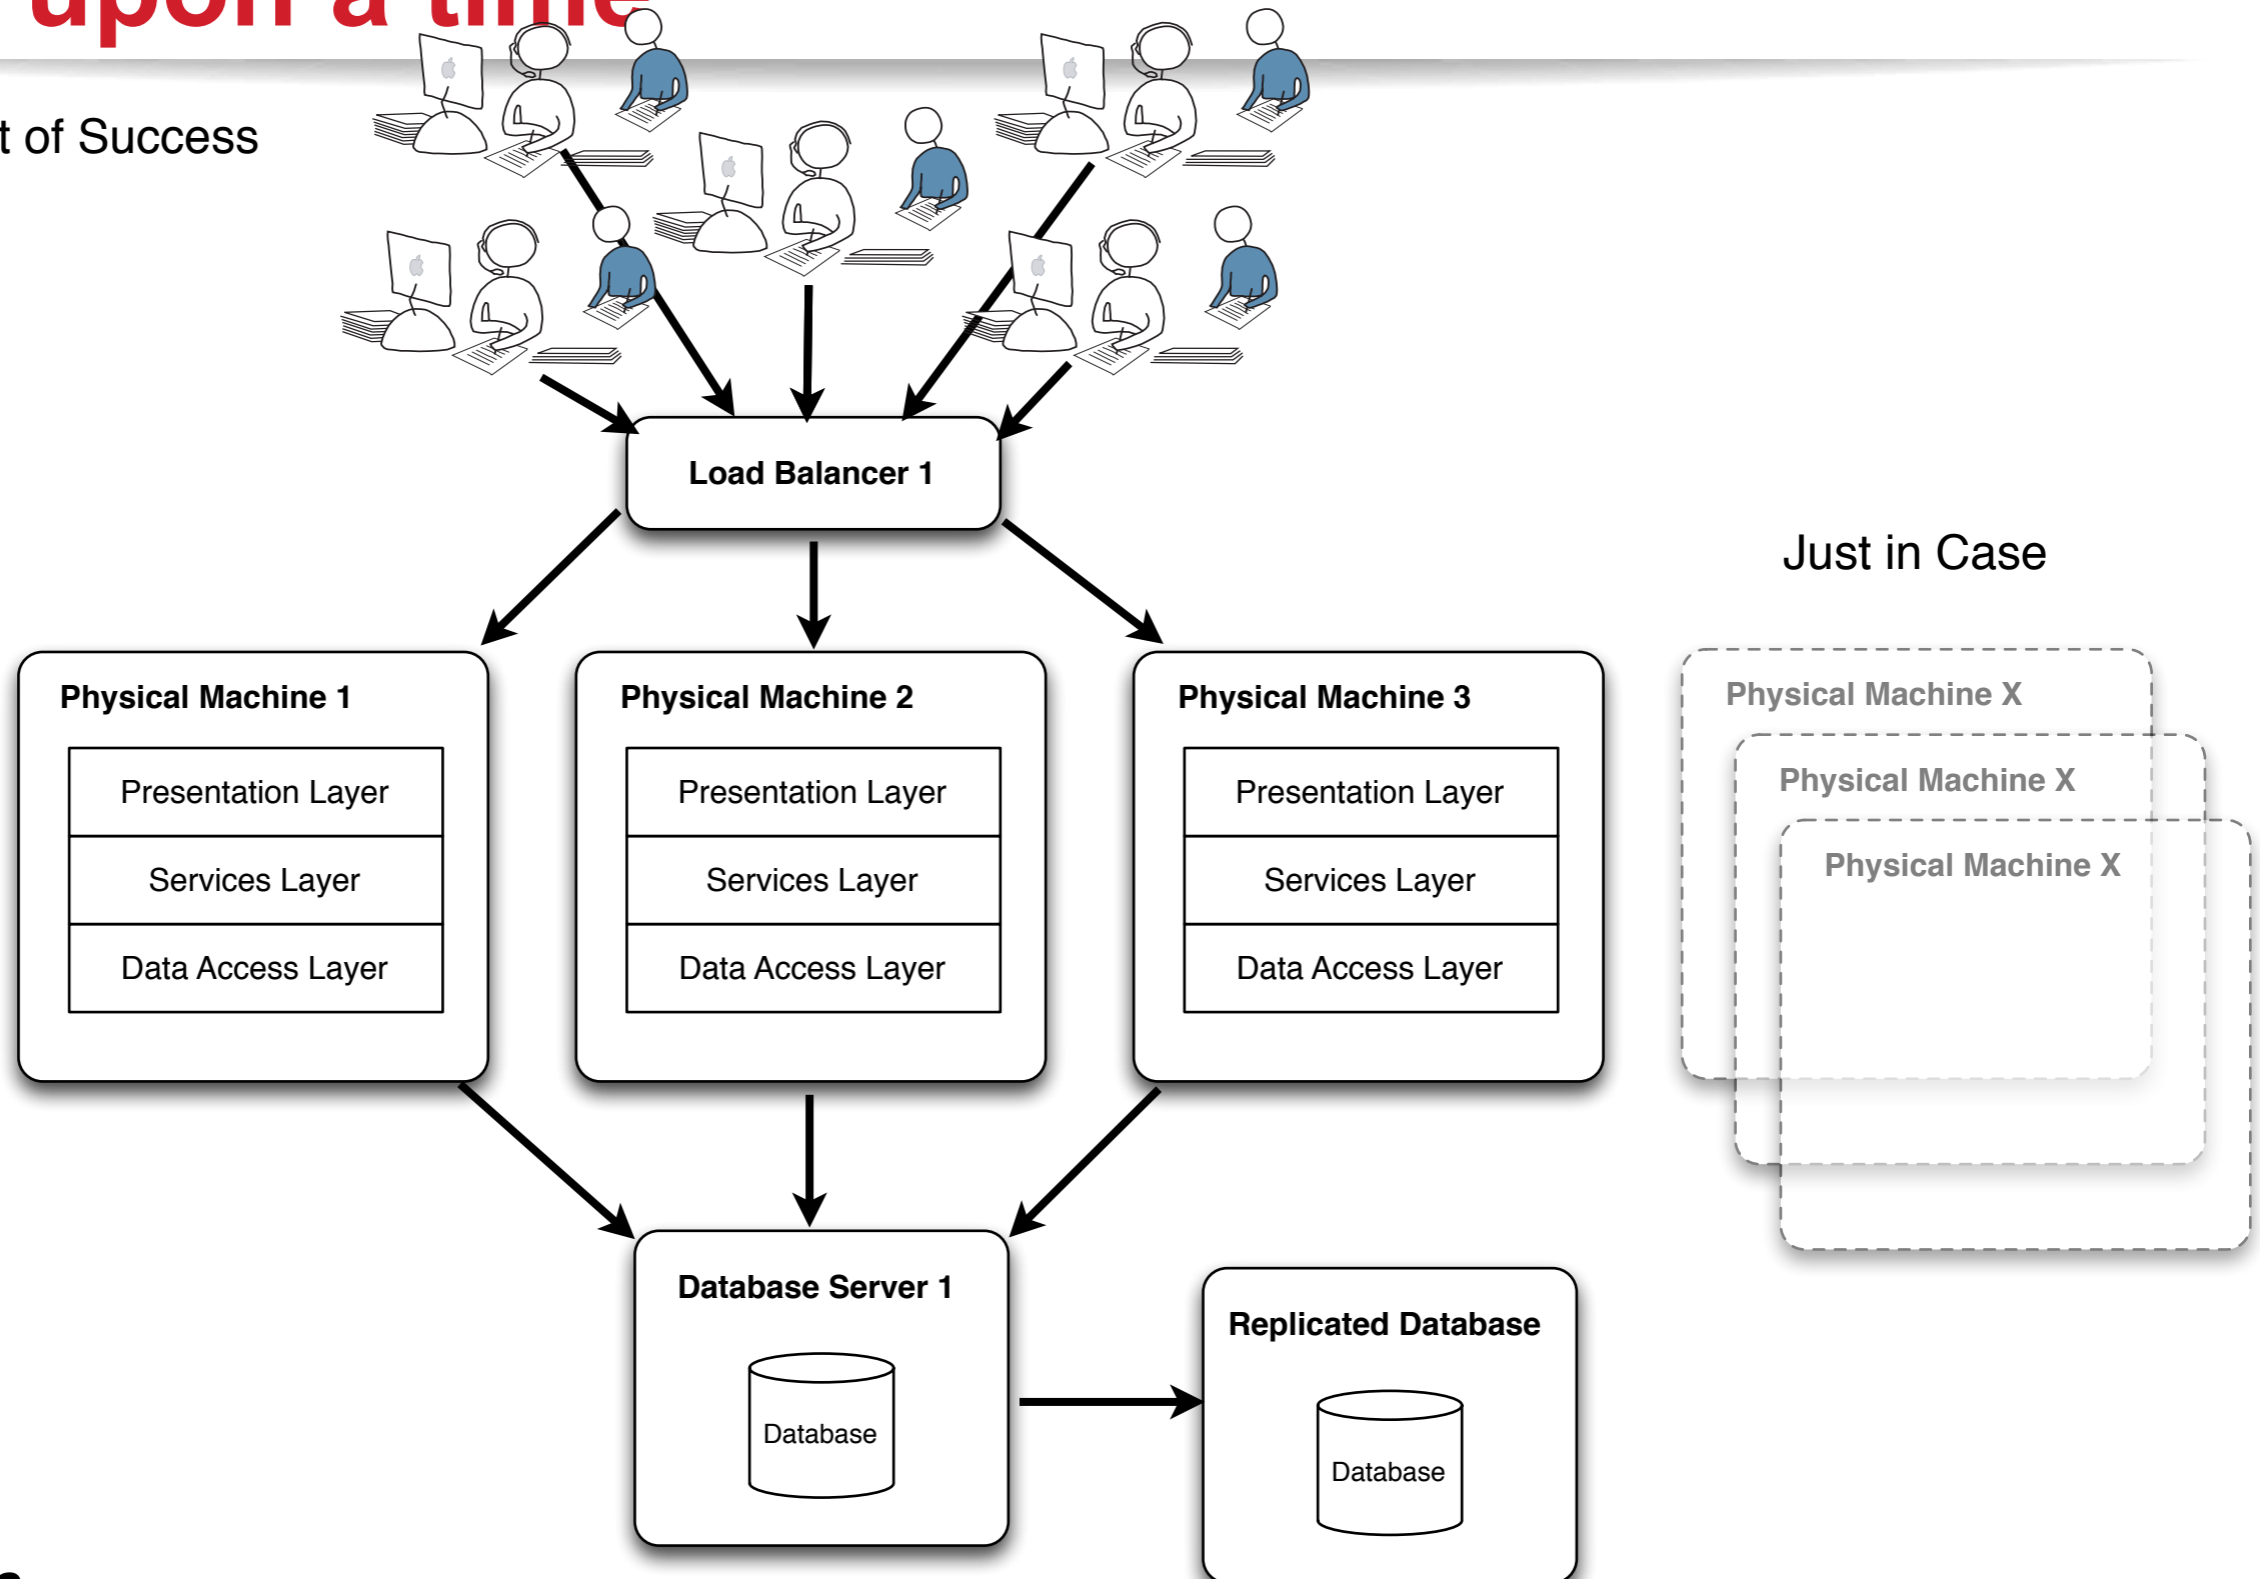 upon a time
t of Success
Load Balancer 1
Just in Case
Physical Machine 1
Presentation Layer
Services Layer
Data Access Layer
Physical Machine 2
Presentation Layer
Services Layer
Data Access Layer
Physical Machine 3
Presentation Layer
Services Layer
Data Access Layer
Physical Machine X
Physical Machine X
Physical Machine X
Database Server 1
Database
Replicated Database
Database